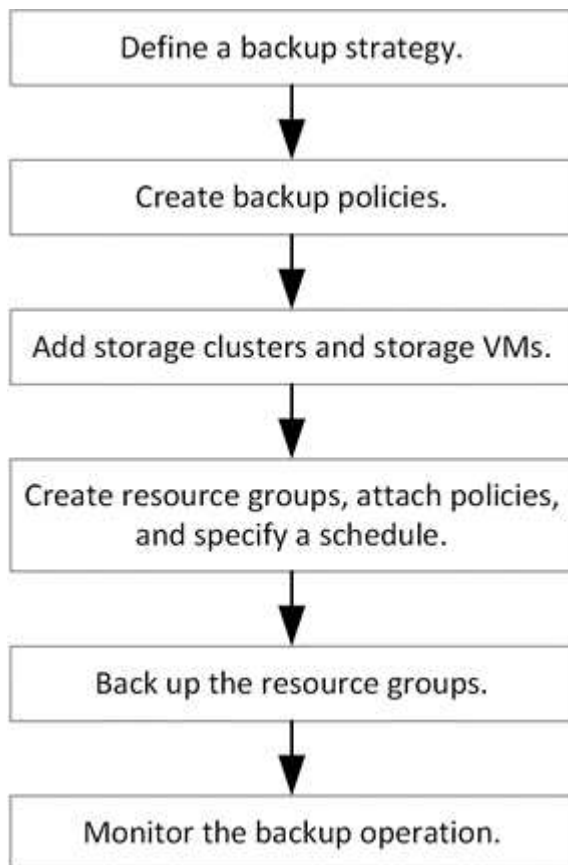 Define a backup strategy.
Create backup policies.
Add storage clusters and storage VMs.
Create resource groups, attach policies,
and specify a schedule.
Back up the resource groups.
Monitor the backup operation.